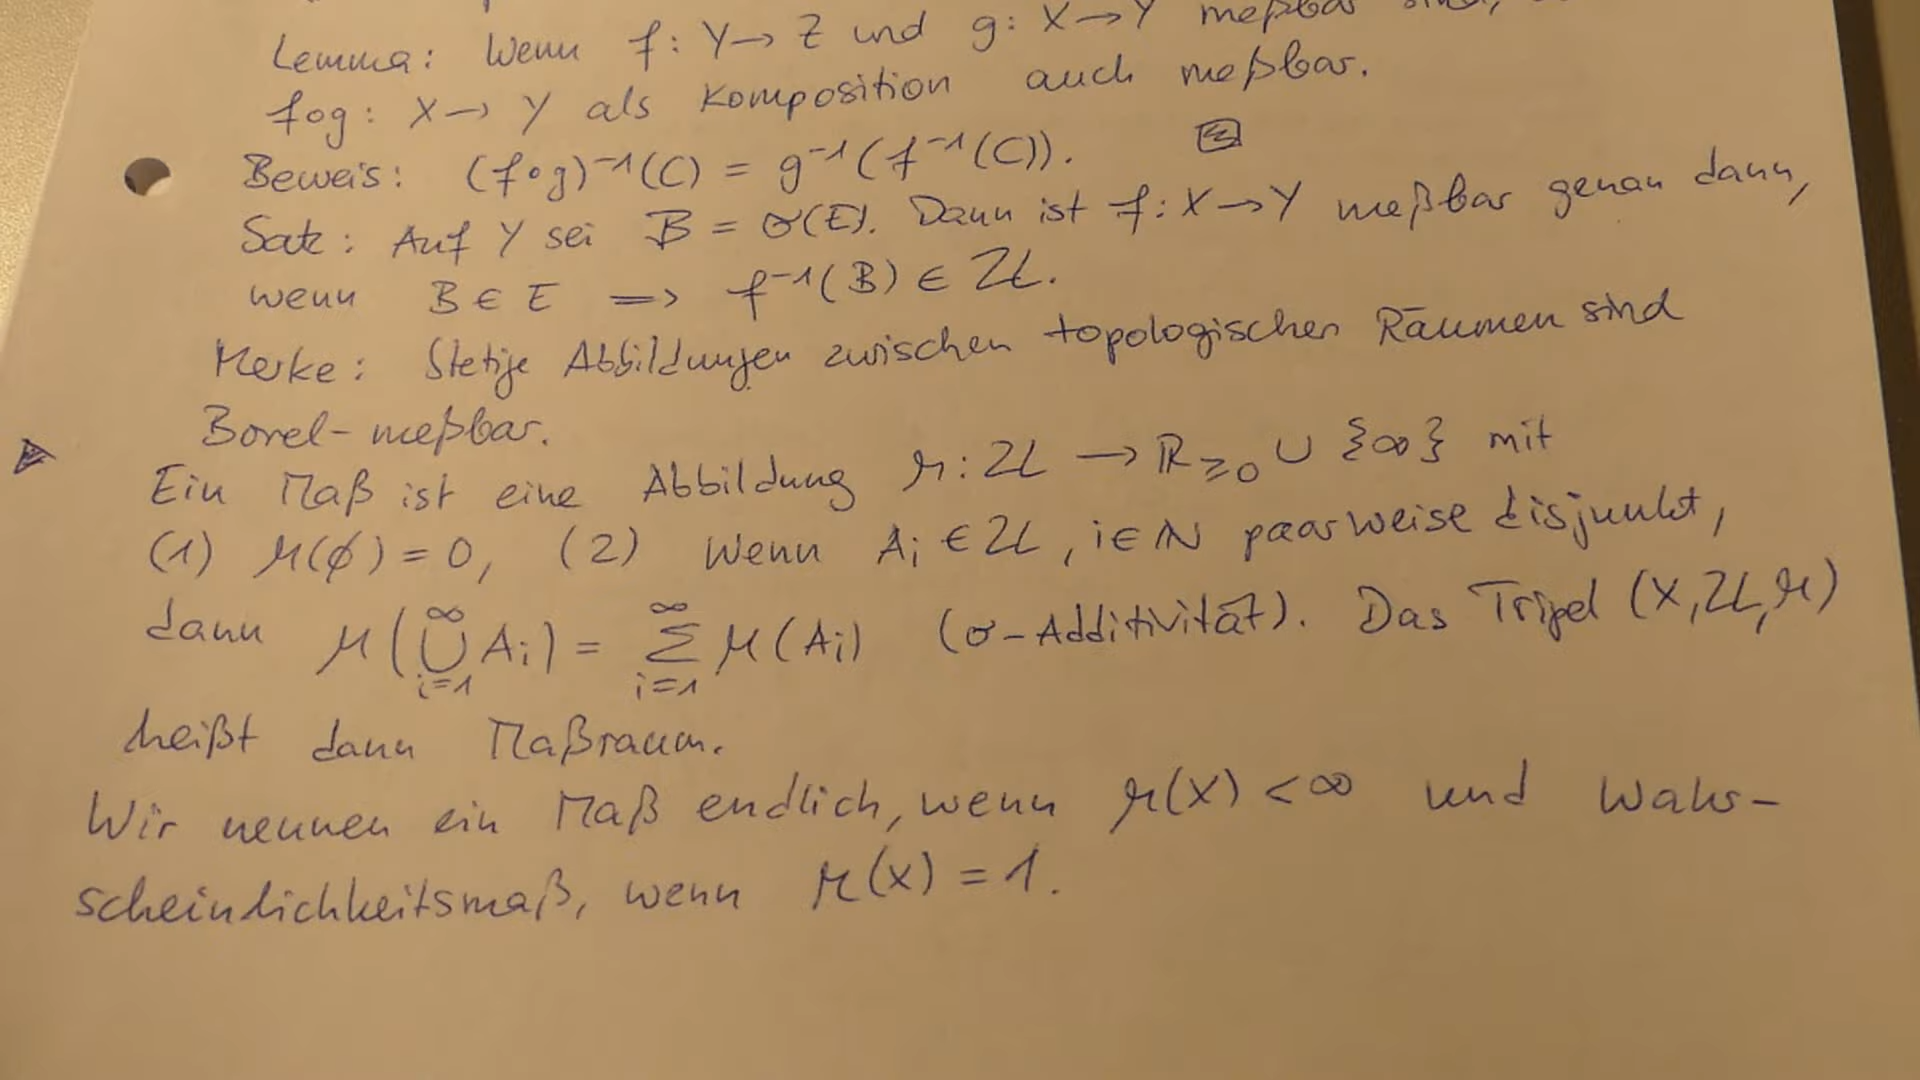 Lemma: Wenn f: Y → Z und g: X → Y meßbar sind,
f∘g: X → Y als Komposition auch meßbar.
Beweis: (f∘g)⁻¹(C) = g⁻¹(f⁻¹(C)).
Satz: Auf Y sei B = σ(E). Dann ist f: X → Y meßbar genau dann,
wenn B ∈ E ⟹ f⁻¹(B) ∈ 𝔄.
Merke: Stetige Abbildungen zwischen topologischen Räumen sind
Borel-meßbar.
Ein Maß ist eine Abbildung μ: 𝔄 → ℝ≥0 ∪ {∞} mit
(1) μ(∅) = 0, (2) Wenn Aᵢ ∈ 𝔄, i ∈ ℕ paarweise disjunkt,
dann μ(⋃_{i=1}^∞ Aᵢ) = ∑_{i=1}^∞ μ(Aᵢ) (σ-Additivität). Das Tripel (X, 𝔄, μ)
heißt dann Maßraum.
Wir nennen ein Maß endlich, wenn μ(X) < ∞ und Wahr-
scheinlichkeitsmaß, wenn μ(X) = 1.